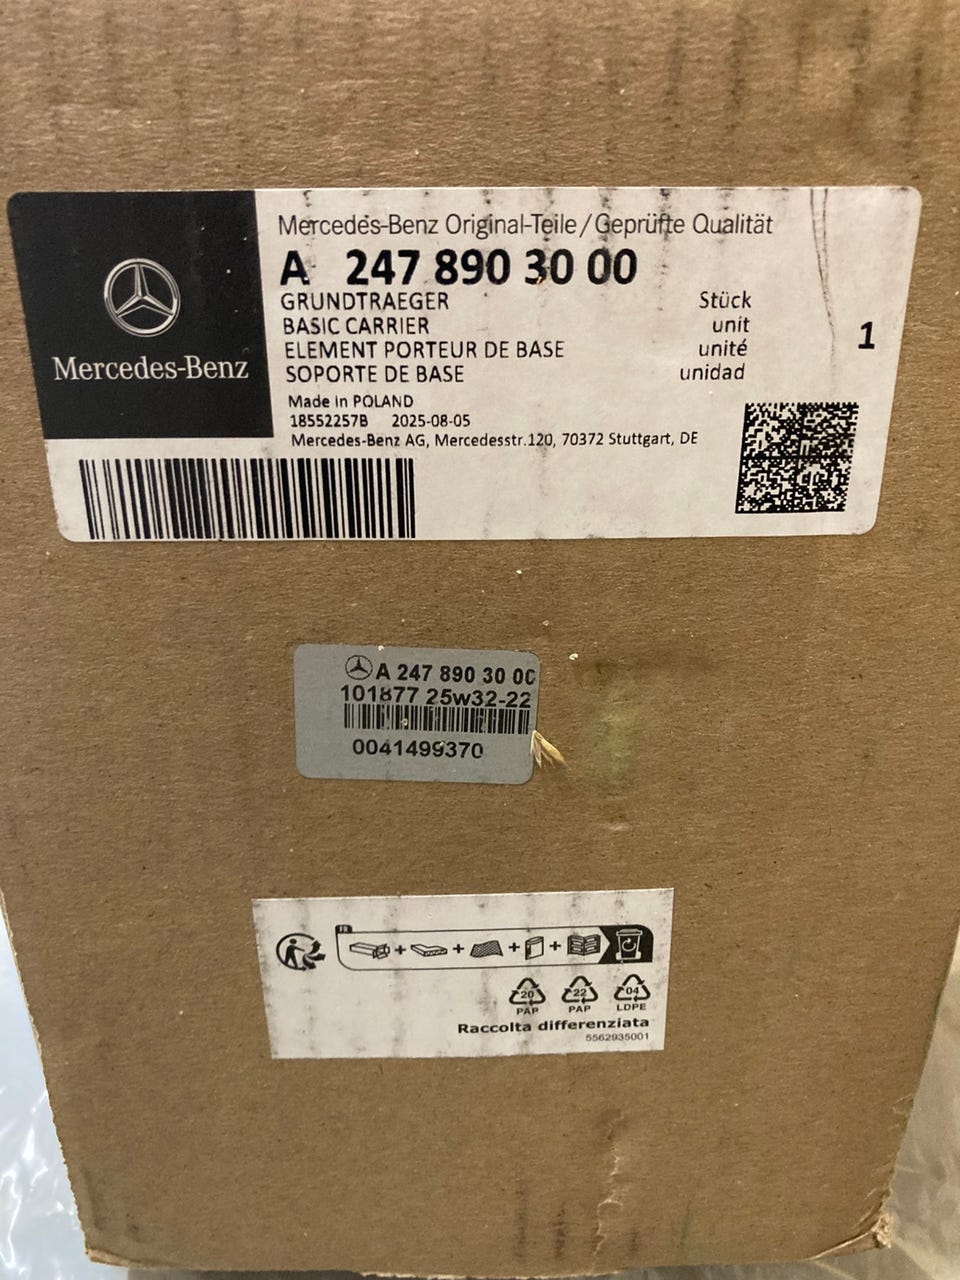 Mercedes-Benz Original-Teile / Geprüfte Qualität
A 247 890 30 00
GRUNDTRAEGER Stück
BASIC CARRIER unit
ELEMENT PORTEUR DE BASE unité
SOPORTE DE BASE unidad
1
Mercedes-Benz
Made in POLAND
18552257B 2025-08-05
Mercedes-Benz AG, Mercedesstr.120, 70372 Stuttgart, DE
A 247 890 30 00
101877 25w32-22
0041499370
FR
+ + + +
20 22 04
PAP PAP LDPE
Raccolta differenziata
5562935001